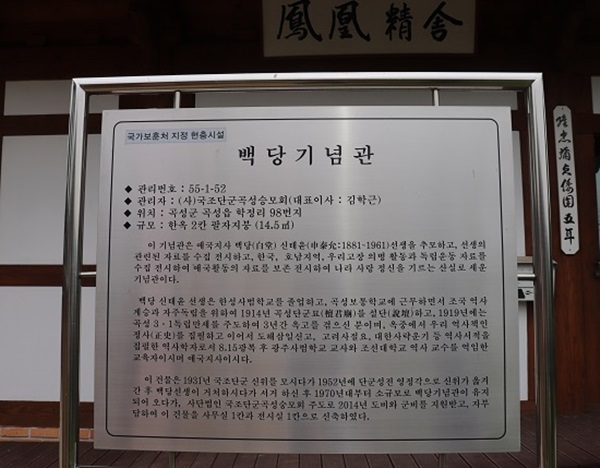 鳳凰精舍
국가보훈처 지정 현충시설
백당기념관
◆ 관리번호 : 55-1-52
◆ 관리자 : (사)국조단군곡성숭모회(대표이사 : 김학근)
◆ 위치 : 곡성군 곡성읍 학정리 98번지
◆ 규모 : 한옥 2칸 팔자지붕 (14.5㎡)
이 기념관은 애국지사 백당(白堂) 신태윤(申泰允:1881-1961)선생을 추모하고, 선생의
관련된 자료를 수집 전시하고, 한국, 호남지역, 우리고장 의병 활동과 독립운동 자료를
수집 전시하여 애국활동의 자료를 보존 전시하여 나라 사랑 정신을 기르는 산실로 세운
기념관이다.
백당 신태윤 선생은 한성사범학교를 졸업하고, 곡성보통학교에 근무하면서 조국 역사
계승과 자주독립을 위하여 1914년 곡성단군묘(檀君廟)를 설단(設壇)하고, 1919년에는
곡성 3·1독립만세를 주도하여 3년간 옥고를 겪으신 분이며, 옥중에서 우리 역사책인
정사(正史)를 집필하고 이어서 도해삼일신고, 고려사절요, 대한사략운기 등 역사서적을
집필한 역사학자로서 8.15광복 후 광주사범학교 교사와 조선대학교 역사 교수를 역임한
교육자이시며 애국지사이시다.
이 건물은 1931년 국조단군 신위를 모시다가 1952년에 단군성전 영정각으로 신위가 옮겨
간 후 백당선생이 거처하시다가 서거 하신 후 1970년대부터 소규모로 백당기념관이 유지
되어 오다가, 사단법인 국조단군곡성숭모회 주도로 2014년 도비와 군비를 지원받고, 자부
담하여 이 건물을 사무실 1칸과 전시실 1칸으로 신축하였다.